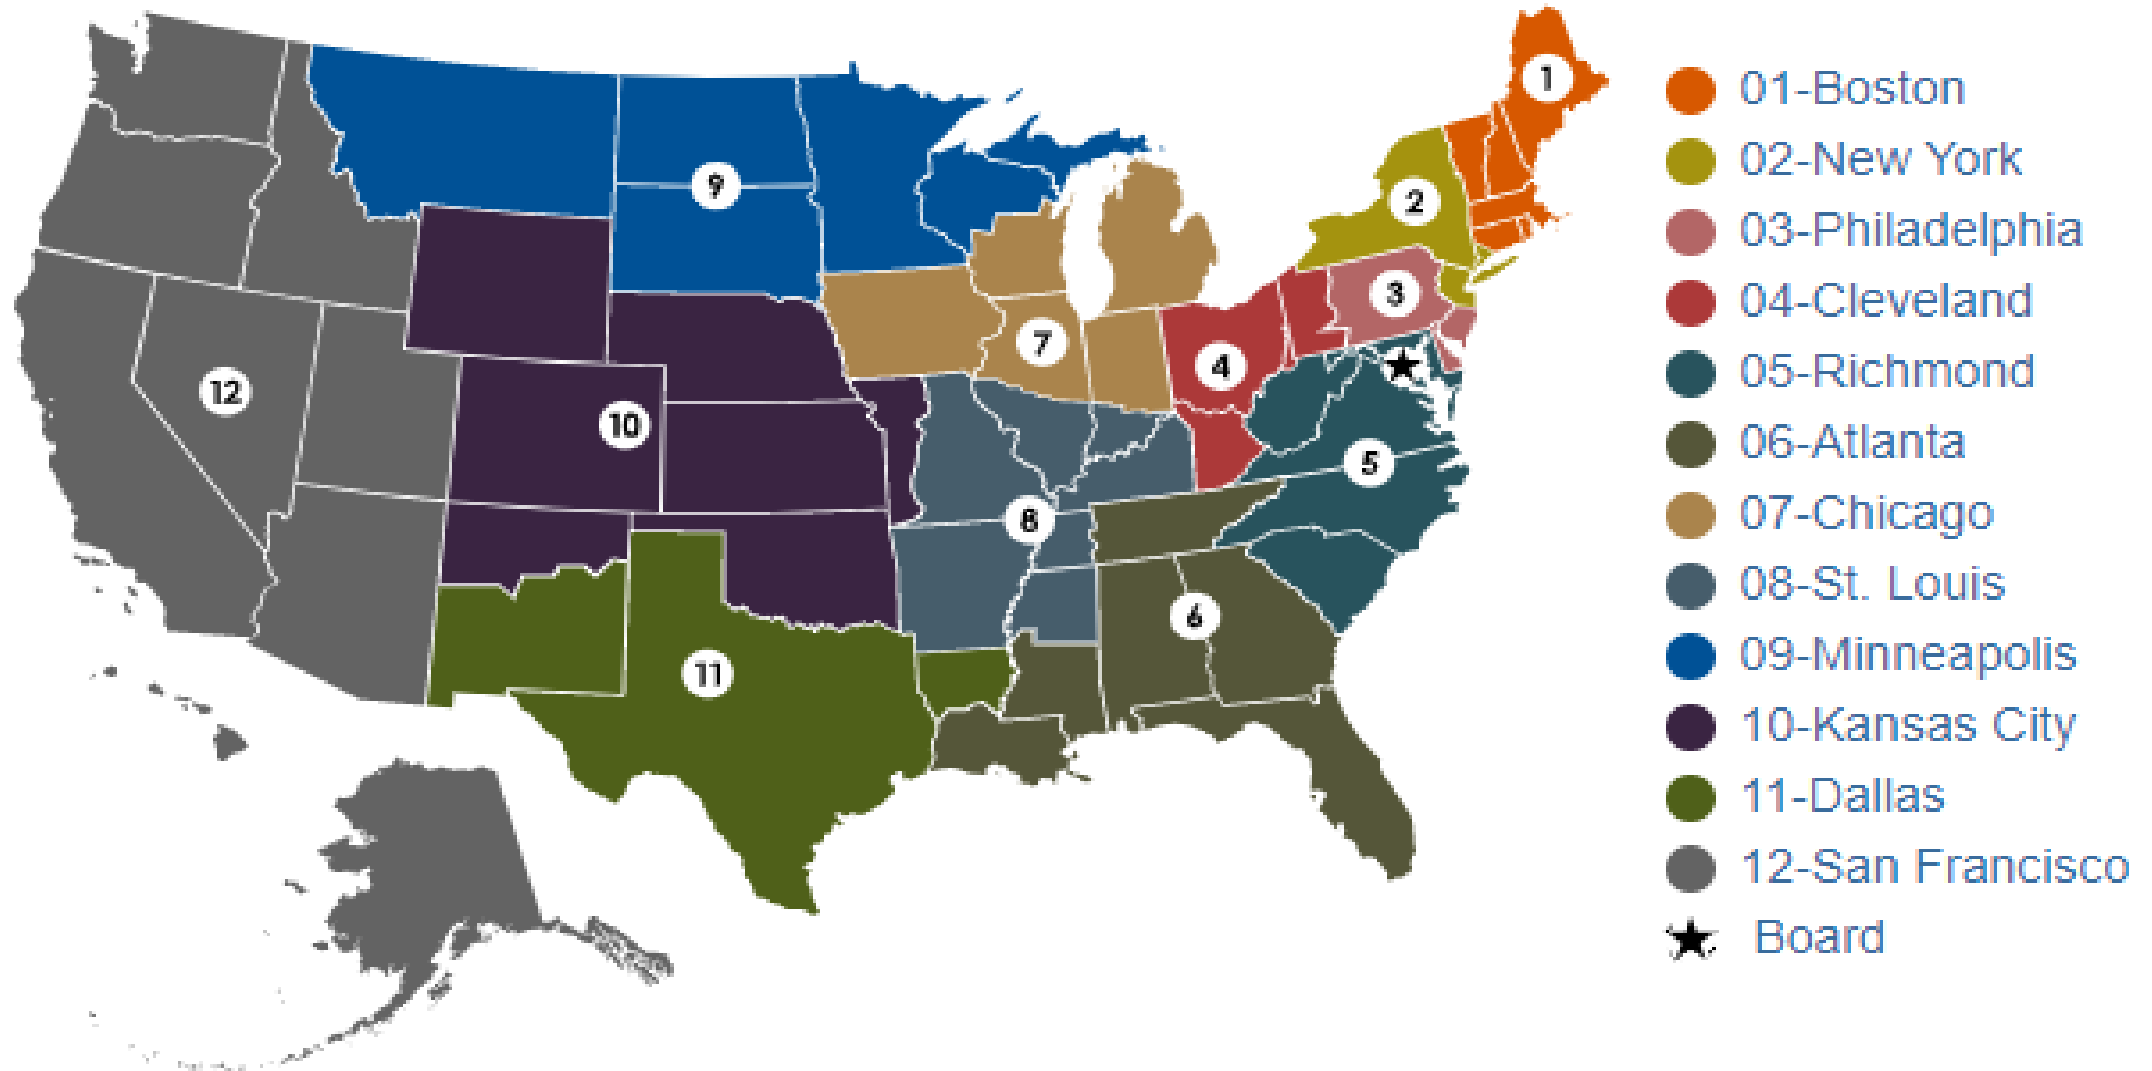 1
9
2
3
7
4
12
10
5
8
6
11
01-Boston
02-New York
03-Philadelphia
04-Cleveland
05-Richmond
06-Atlanta
07-Chicago
08-St. Louis
09-Minneapolis
10-Kansas City
11-Dallas
12-San Francisco
Board